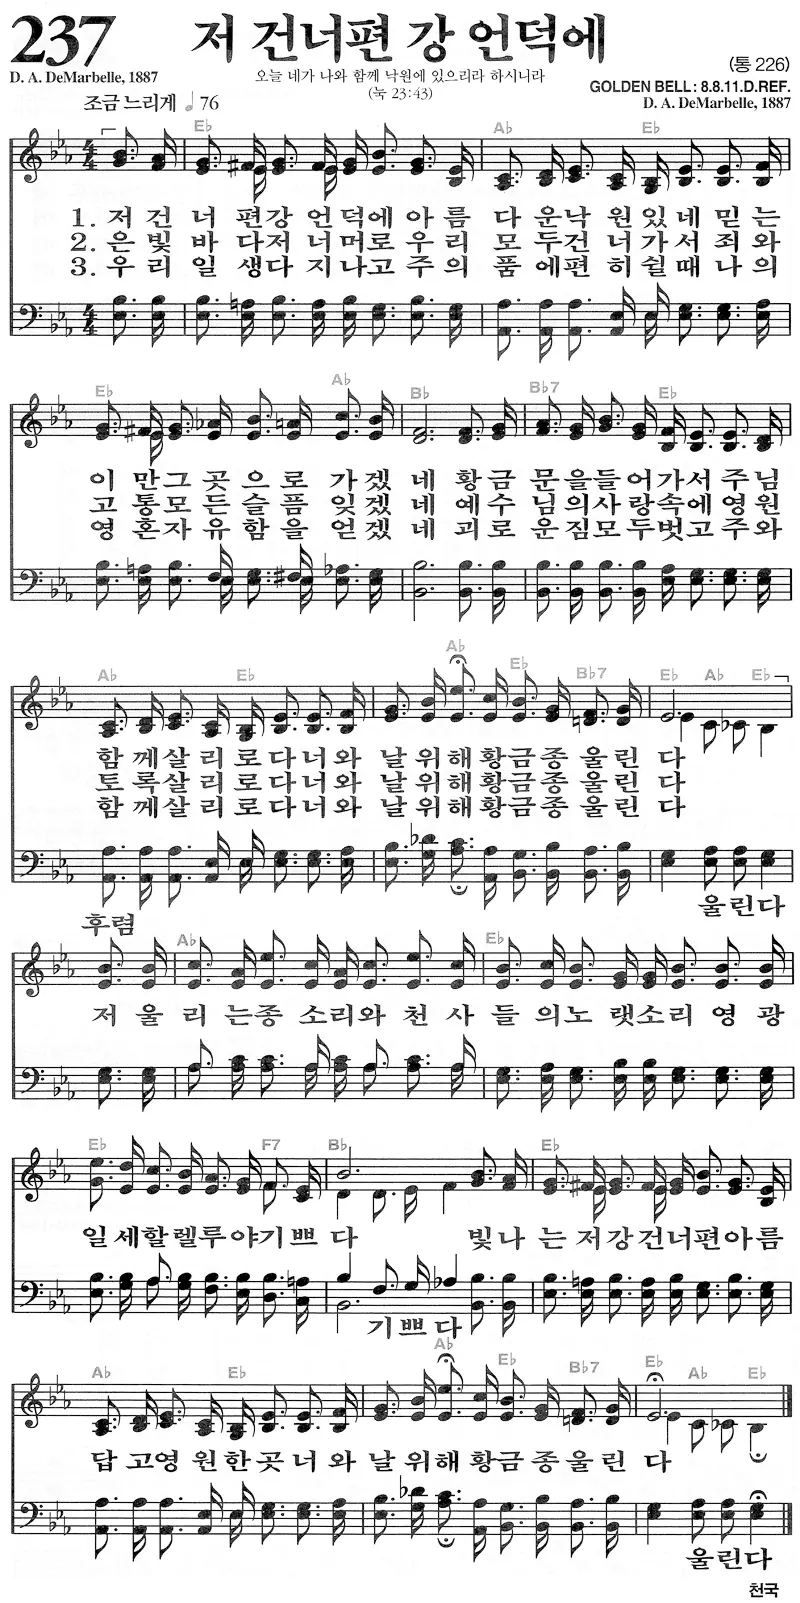 237 저 건너편 강 언덕에
D. A. DeMarbelle, 1887
오늘 네가 나와 함께 낙원에 있으리라 하시니라
(눅 23:43)
(통 226)
GOLDEN BELL: 8.8.11.D.REF.
D. A. DeMarbelle, 1887
조금 느리게 ♩76
E♭ A♭ E♭
4/4
1. 저 건 너 편강 언덕에 아 름 다 운낙 원있네 믿 는
2. 은 빛 바 다저 너머로 우 리 모 두건 너가서 죄 와
3. 우 리 일 생다 지나고 주 의 품 에편 히쉴때 나 의
4/4
E♭ A♭ B♭ B♭7 E♭
이 만그 곳 으 로 가 겠 네 황 금 문 을들 어가서 주님
고 통모 든 슬 픔 잊 겠 네 예 수 님 의사 랑속에 영원
영 혼자 유 함 을 얻 겠 네 괴 로 운 짐모 두벗고 주와
A♭ E♭ A♭ E♭ B♭7 E♭ A♭ E♭
함 께살 리 로다너와 날 위해 황금종 울린 다
토 록살 리 로다너와 날 위해 황금종 울린 다
함 께살 리 로다너와 날 위해 황금종 울린 다
울린다
후렴
A♭ E♭
저 울 리 는종 소리와 천 사 들 의노 랫소리 영 광
E♭ F7 B♭ E♭
일 세할렐루 야기쁘 다 빛나 는 저강 건너편아름
기쁘다
A♭ E♭ A♭ E♭ B♭7 E♭ A♭ E♭
답 고영 원한곳 너 와 날 위해 황금 종 울린 다
울린다
천국